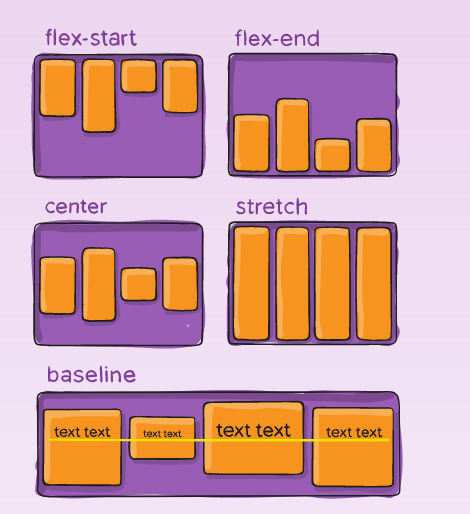 flex-start
flex-end
center
stretch
baseline
text text
text text
text text
text text